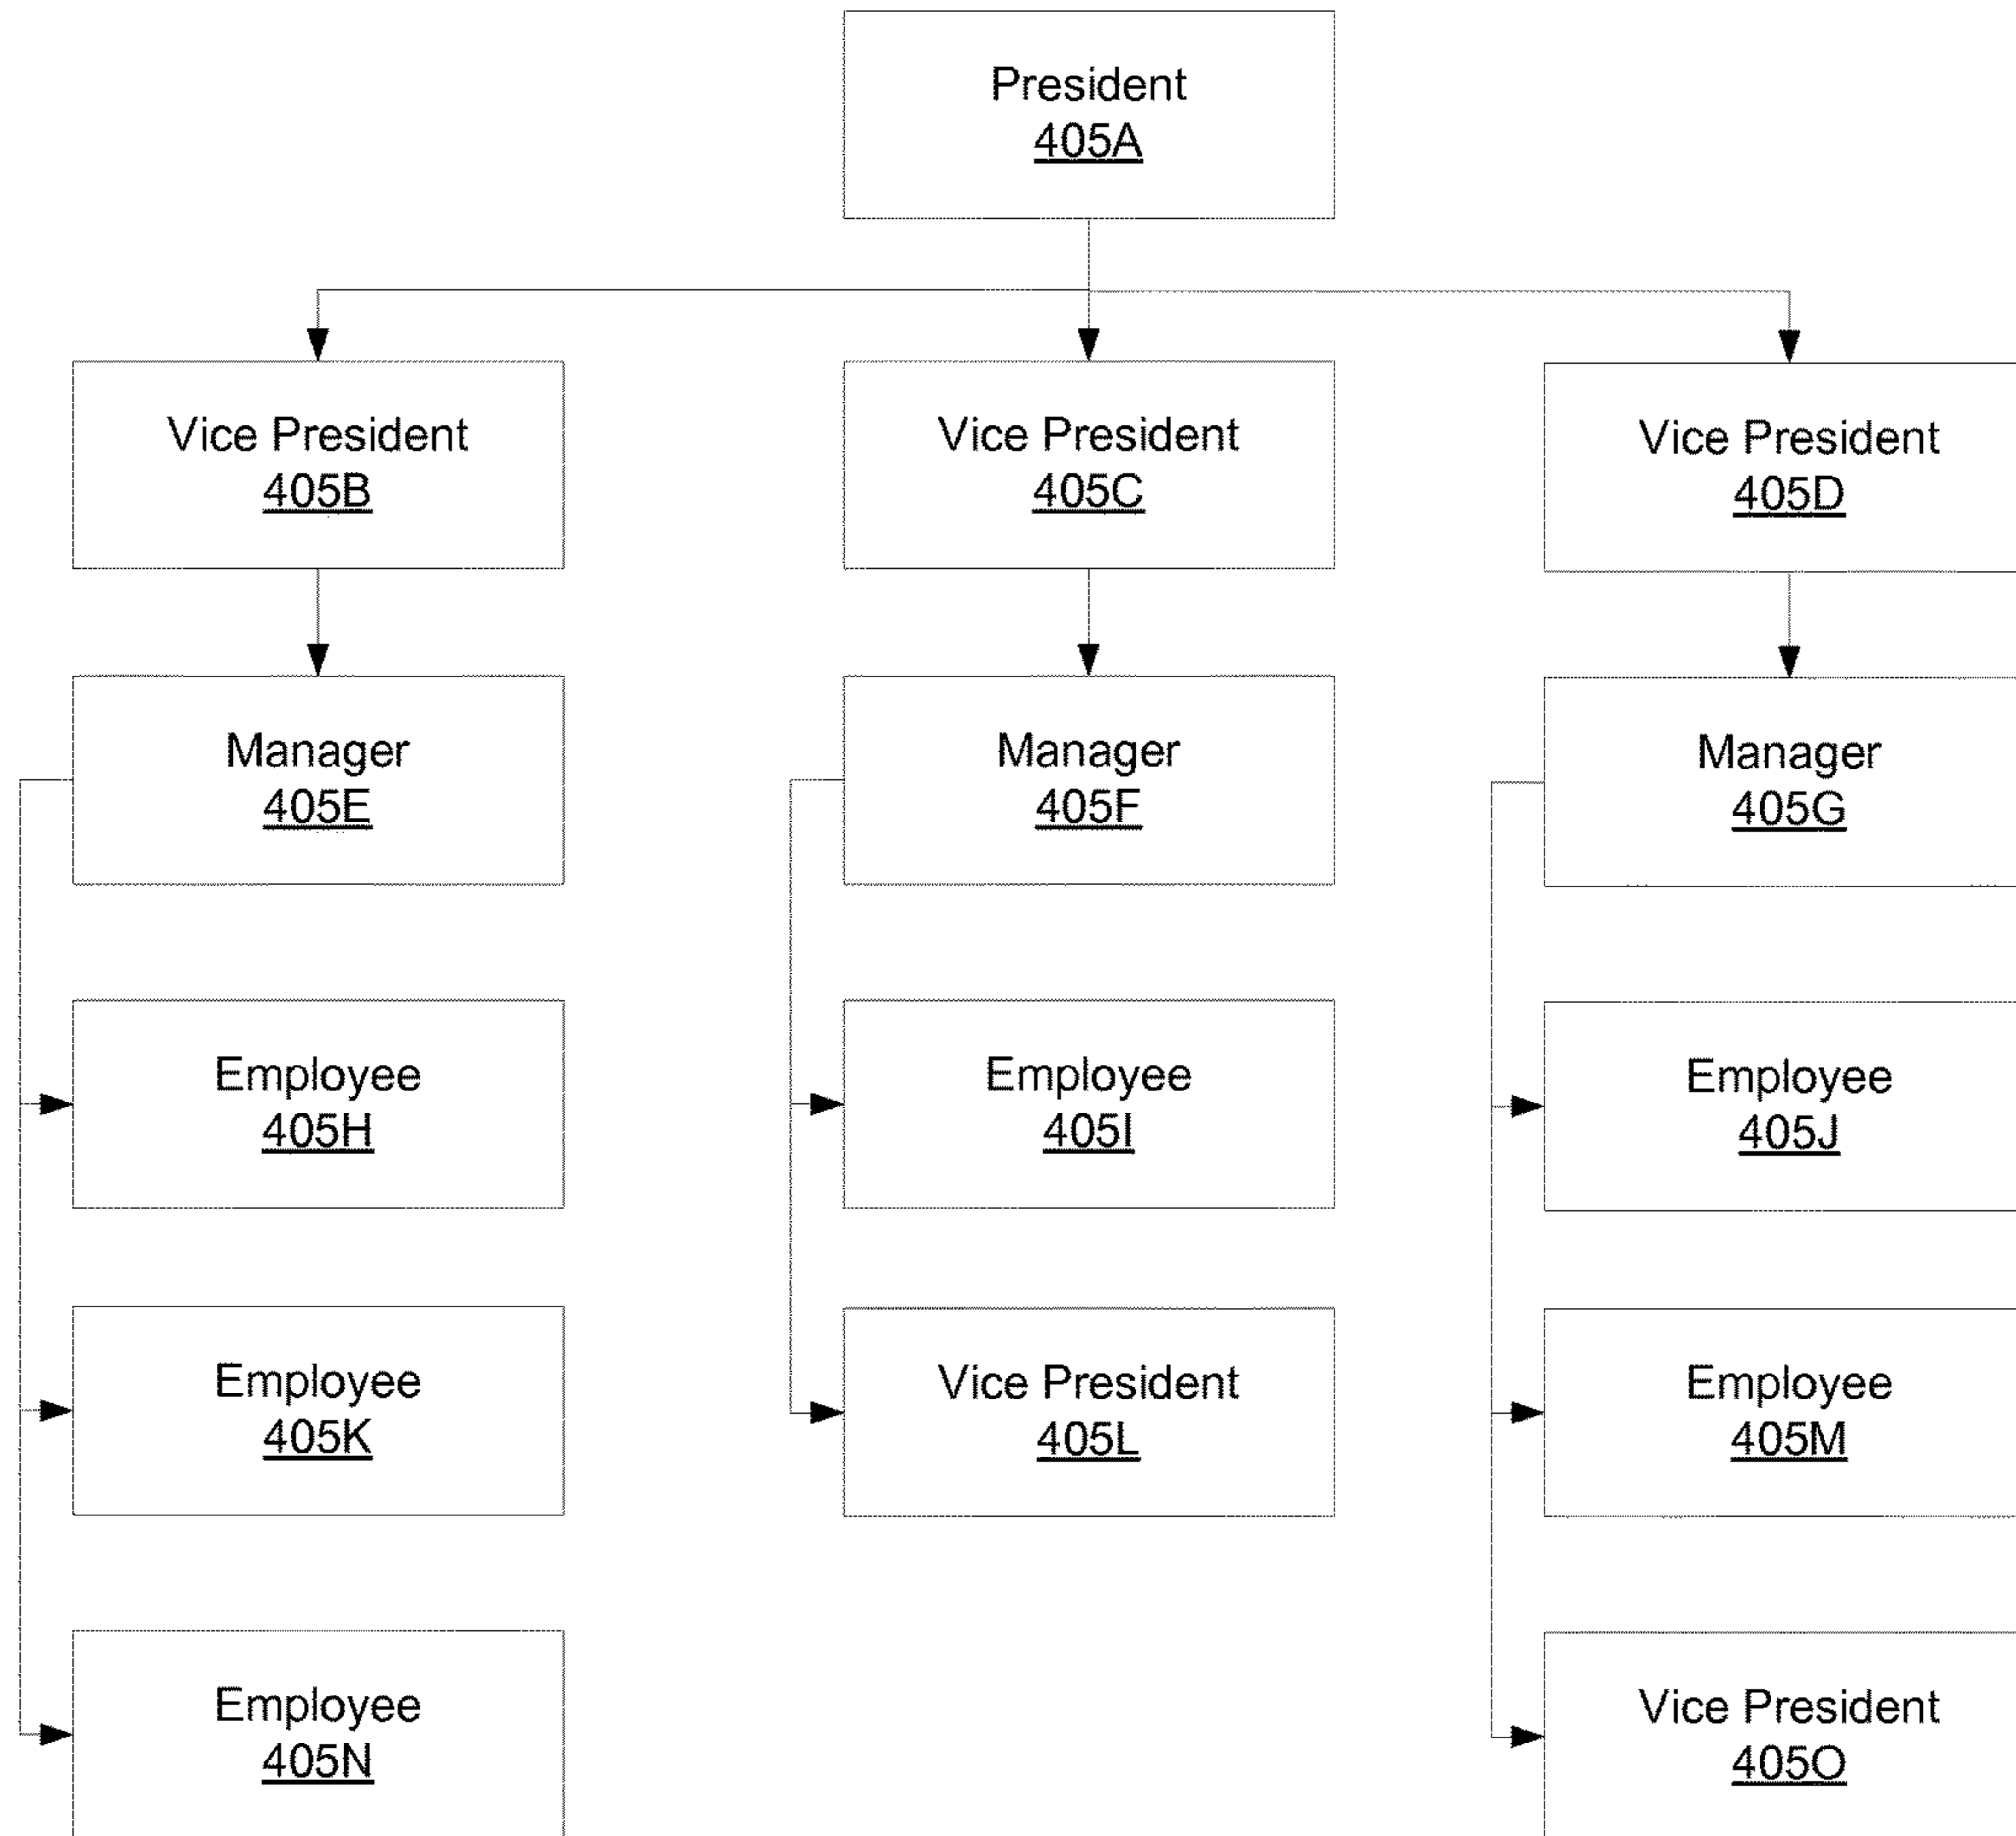 President
405A
Vice President
405B
Vice President
405C
Vice President
405D
Manager
405E
Manager
405F
Manager
405G
Employee
405H
Employee
405I
Employee
405J
Employee
405K
Vice President
405L
Employee
405M
Employee
405N
Vice President
405O